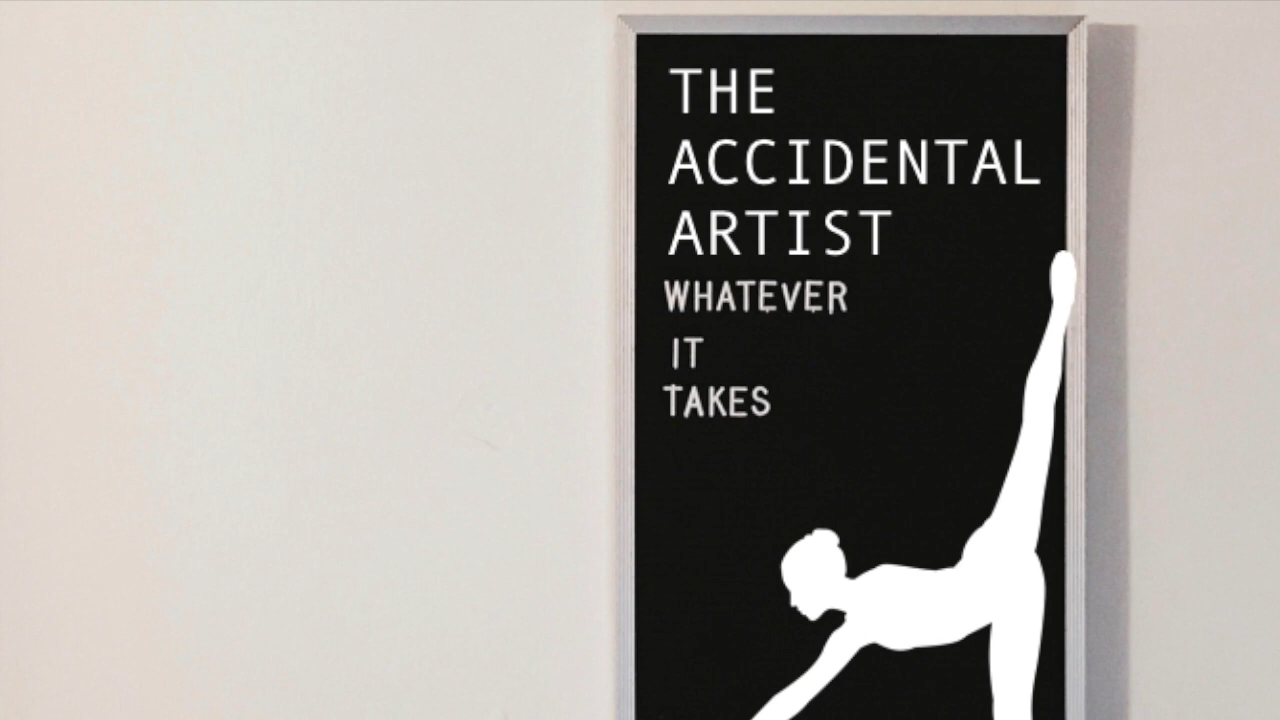 THE
ACCIDENTAL
ARTIST
WHATEVER
IT
TAKES